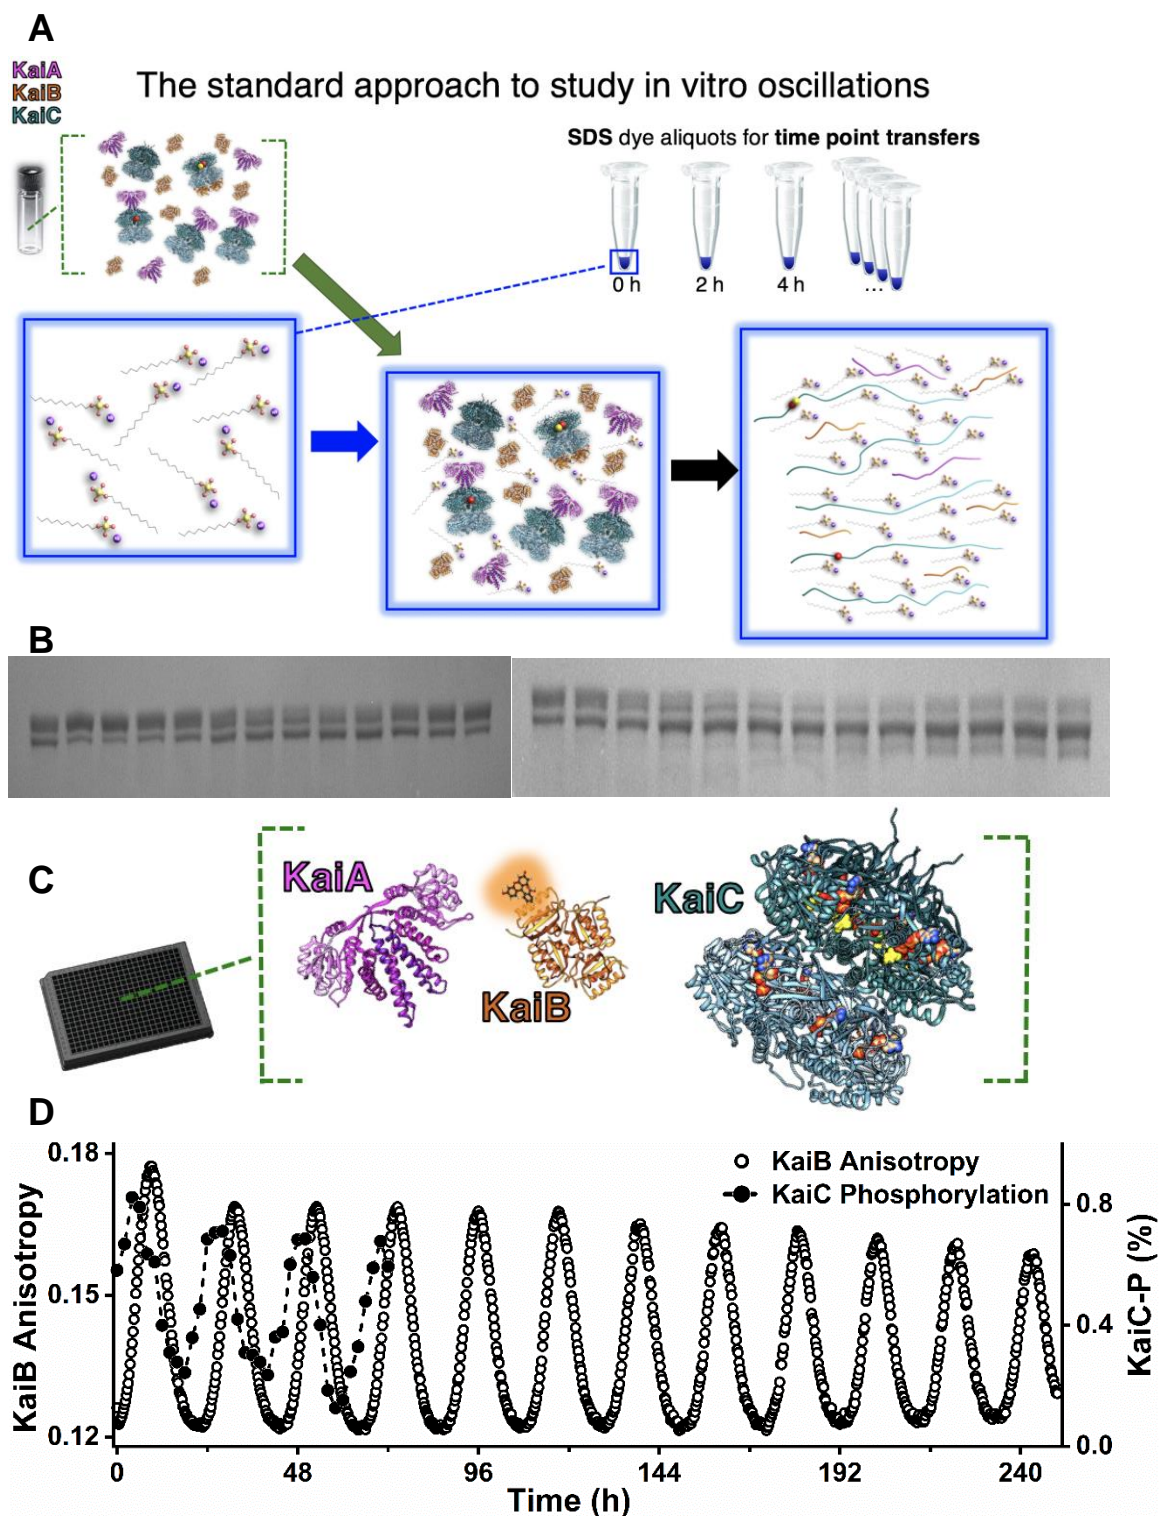 A
KaiA
KaiB
KaiC
The standard approach to study in vitro oscillations
SDS dye aliquots for time point transfers
0 h
2 h
4 h
...
B
C
KaiA
KaiB
KaiC
D
0.18
0.15
0.12
KaiB Anisotropy
KaiB Anisotropy
KaiC Phosphorylation
0.8
0.4
0.0
KaiC-P (%)
0
48
96
144
192
240
Time (h)